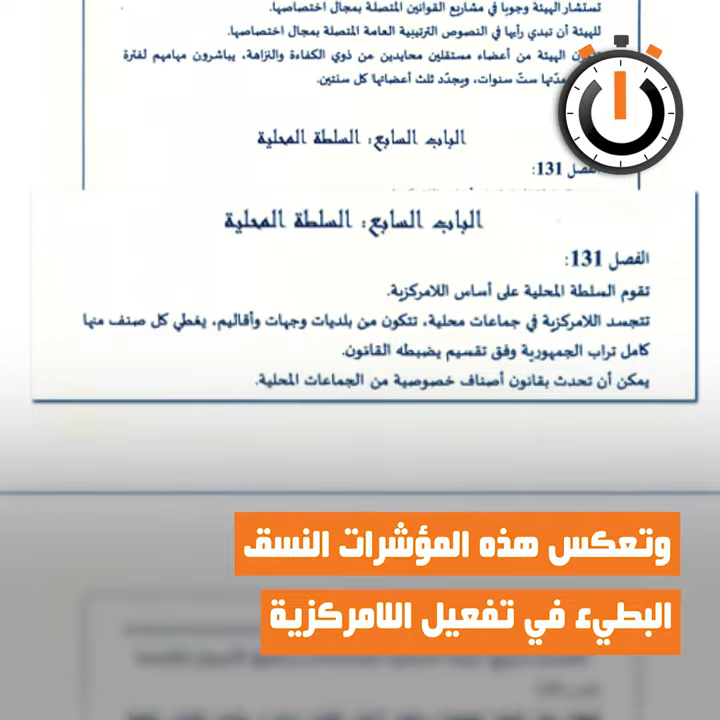 تستشار الهيئة وجوبا في مشاريع القوانين المتصلة بمجال اختصاصها.
للهيئة أن تبدي رأيها في النصوص الترتيبية العامة المتصلة بمجال اختصاصها.
الهيئة من أعضاء مستقلين محايدين من ذوي الكفاءة والنزاهة، يباشرون مهامهم لفترة
ستّ سنوات، ويجدّد ثلث أعضائها كل سنتين.
الباب السابع: السلطة المحلية
الفصل 131:
الباب السابع: السلطة المحلية
الفصل 131:
تقوم السلطة المحلية على أساس اللامركزية.
تتجسد اللامركزية في جماعات محلية، تتكون من بلديات وجهات وأقاليم، يغطي كل صنف منها
كامل تراب الجمهورية وفق تقسيم يضبطه القانون.
يمكن أن تحدث بقانون أصناف خصوصية من الجماعات المحلية.
وتعكس هذه المؤشرات النسق
البطيء في تفعيل اللامركزية